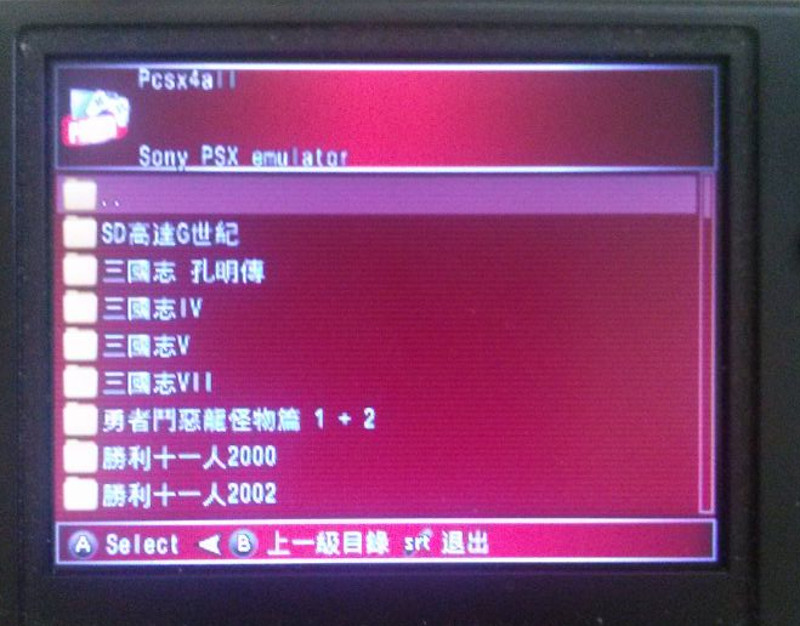 Pcsx4all
Sony PSX emulator
..
SD高達G世紀
三國志 孔明傳
三國志IV
三國志V
三國志VII
勇者鬥惡龍怪物篇 1 + 2
勝利十一人2000
勝利十一人2002
A Select B 上一級目錄 srt 退出